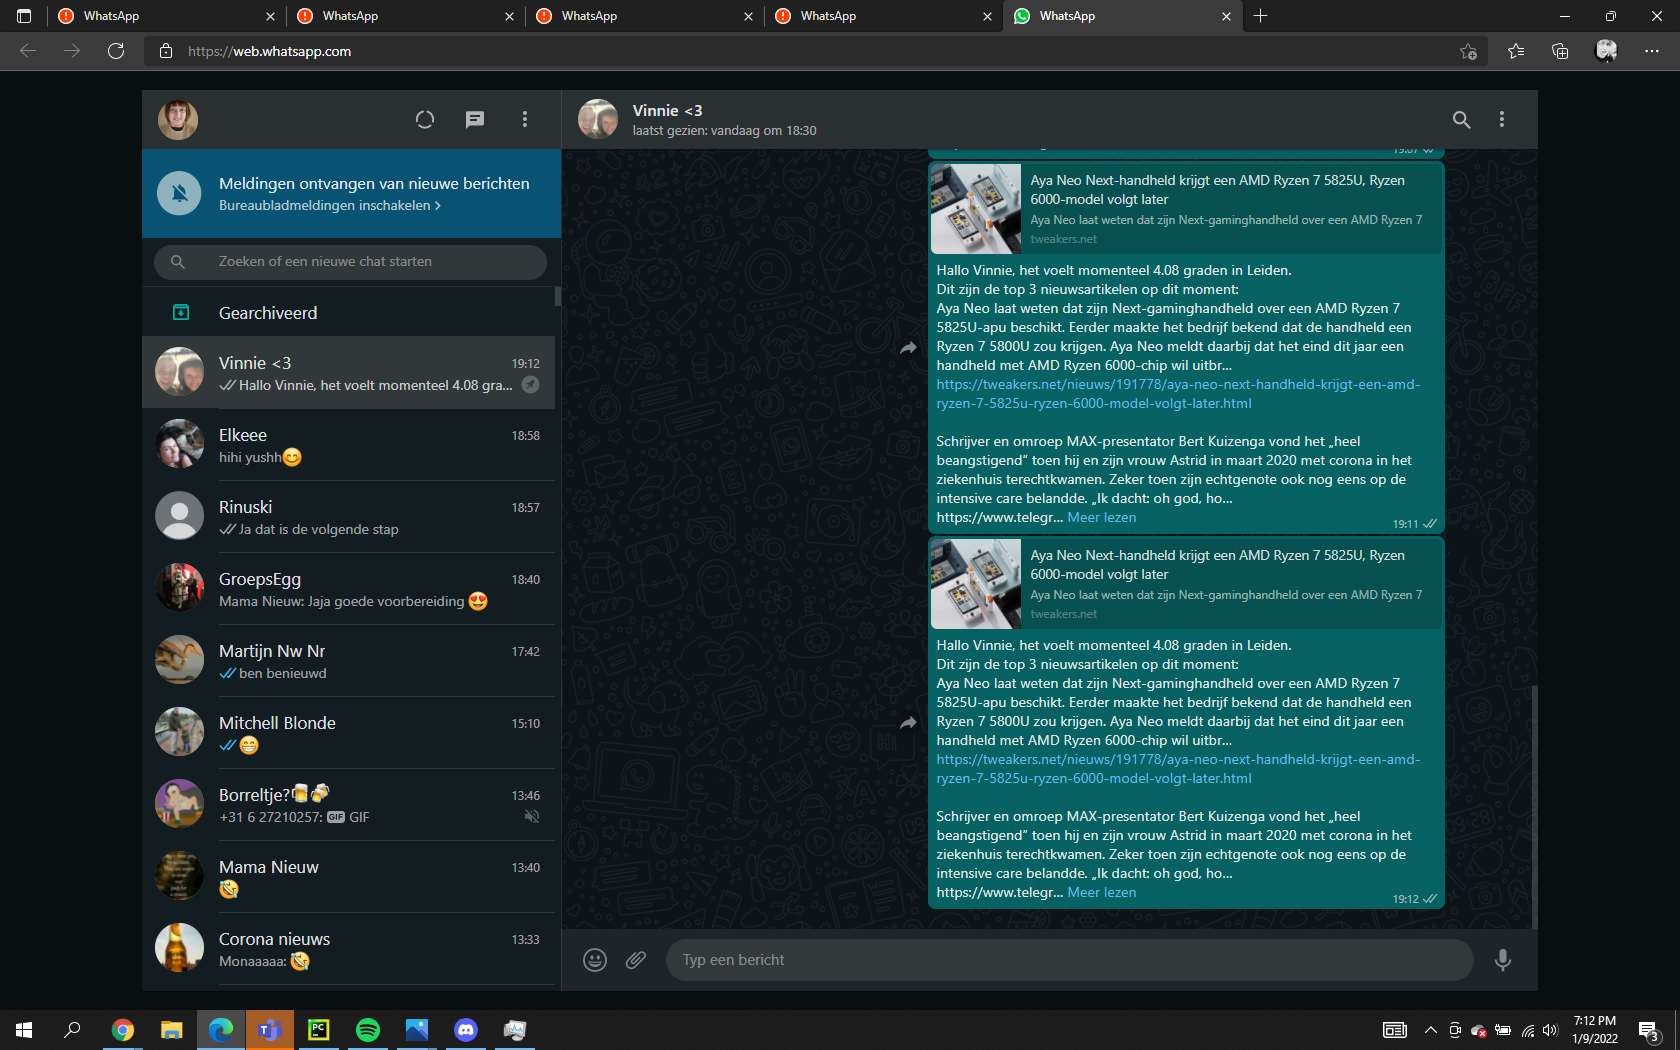 WhatsApp
WhatsApp
WhatsApp
WhatsApp
WhatsApp
https://web.whatsapp.com
Vinnie <3
laatst gezien: vandaag om 18:30
Meldingen ontvangen van nieuwe berichten
Bureaubladmeldingen inschakelen >
Zoeken of een nieuwe chat starten
Gearchiveerd
Vinnie <3
19:12
Hallo Vinnie, het voelt momenteel 4.08 gra...
Elkeee
18:58
hihi yushh😊
Rinuski
18:57
Ja dat is de volgende stap
GroepsEgg
18:40
Mama Nieuw: Jaja goede voorbereiding 😍
Martijn Nw Nr
17:42
ben benieuwd
Mitchell Blonde
15:10
😁
Borreltje?🍺🍻
13:46
+31 6 27210257: GIF GIF
Mama Nieuw
13:40
🤣
Corona nieuws
13:33
Monaaaaa: 🤣
19:07
Aya Neo Next-handheld krijgt een AMD Ryzen 7 5825U, Ryzen
6000-model volgt later
Aya Neo laat weten dat zijn Next-gaminghandheld over een AMD Ryzen 7
tweakers.net
Hallo Vinnie, het voelt momenteel 4.08 graden in Leiden.
Dit zijn de top 3 nieuwsartikelen op dit moment:
Aya Neo laat weten dat zijn Next-gaminghandheld over een AMD Ryzen 7
5825U-apu beschikt. Eerder maakte het bedrijf bekend dat de handheld een
Ryzen 7 5800U zou krijgen. Aya Neo meldt daarbij dat het eind dit jaar een
handheld met AMD Ryzen 6000-chip wil uitbr...
https://tweakers.net/nieuws/191778/aya-neo-next-handheld-krijgt-een-amd-
ryzen-7-5825u-ryzen-6000-model-volgt-later.html
Schrijver en omroep MAX-presentator Bert Kuizenga vond het „heel
beangstigend” toen hij en zijn vrouw Astrid in maart 2020 met corona in het
ziekenhuis terechtkwamen. Zeker toen zijn echtgenote ook nog eens op de
intensive care belandde. „Ik dacht: oh god, ho...
https://www.telegr... Meer lezen
19:11
Aya Neo Next-handheld krijgt een AMD Ryzen 7 5825U, Ryzen
6000-model volgt later
Aya Neo laat weten dat zijn Next-gaminghandheld over een AMD Ryzen 7
tweakers.net
Hallo Vinnie, het voelt momenteel 4.08 graden in Leiden.
Dit zijn de top 3 nieuwsartikelen op dit moment:
Aya Neo laat weten dat zijn Next-gaminghandheld over een AMD Ryzen 7
5825U-apu beschikt. Eerder maakte het bedrijf bekend dat de handheld een
Ryzen 7 5800U zou krijgen. Aya Neo meldt daarbij dat het eind dit jaar een
handheld met AMD Ryzen 6000-chip wil uitbr...
https://tweakers.net/nieuws/191778/aya-neo-next-handheld-krijgt-een-amd-
ryzen-7-5825u-ryzen-6000-model-volgt-later.html
Schrijver en omroep MAX-presentator Bert Kuizenga vond het „heel
beangstigend” toen hij en zijn vrouw Astrid in maart 2020 met corona in het
ziekenhuis terechtkwamen. Zeker toen zijn echtgenote ook nog eens op de
intensive care belandde. „Ik dacht: oh god, ho...
https://www.telegr... Meer lezen
19:12
Typ een bericht
PC
7:12 PM
1/9/2022
3